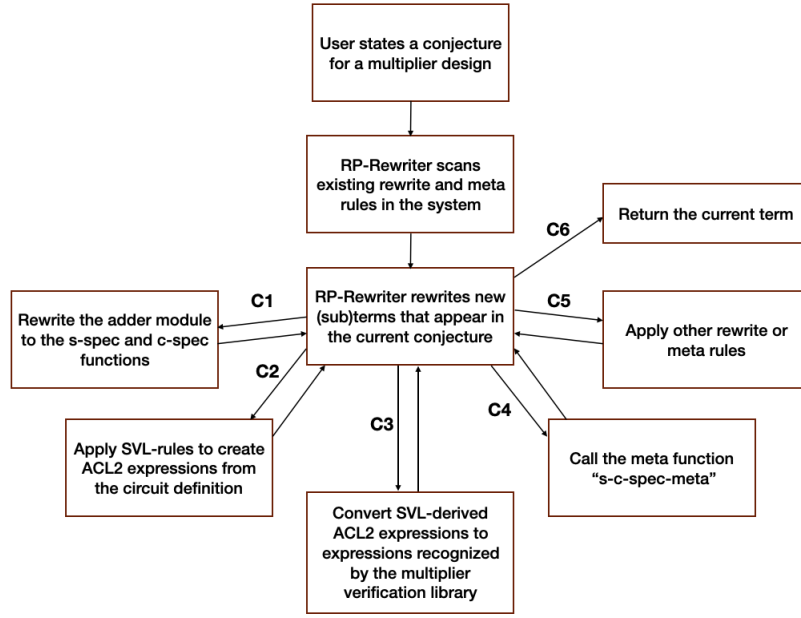 User states a conjecture
for a multiplier design
RP-Rewriter scans
existing rewrite and meta
rules in the system
C6
Return the current term
C1
RP-Rewriter rewrites new
(sub)terms that appear in
the current conjecture
C5
Rewrite the adder module
to the s-spec and c-spec
functions
Apply other rewrite or
meta rules
C2
C3
C4
Apply SVL-rules to create
ACL2 expressions from
the circuit definition
Call the meta function
“s-c-spec-meta”
Convert SVL-derived
ACL2 expressions to
expressions recognized
by the multiplier
verification library